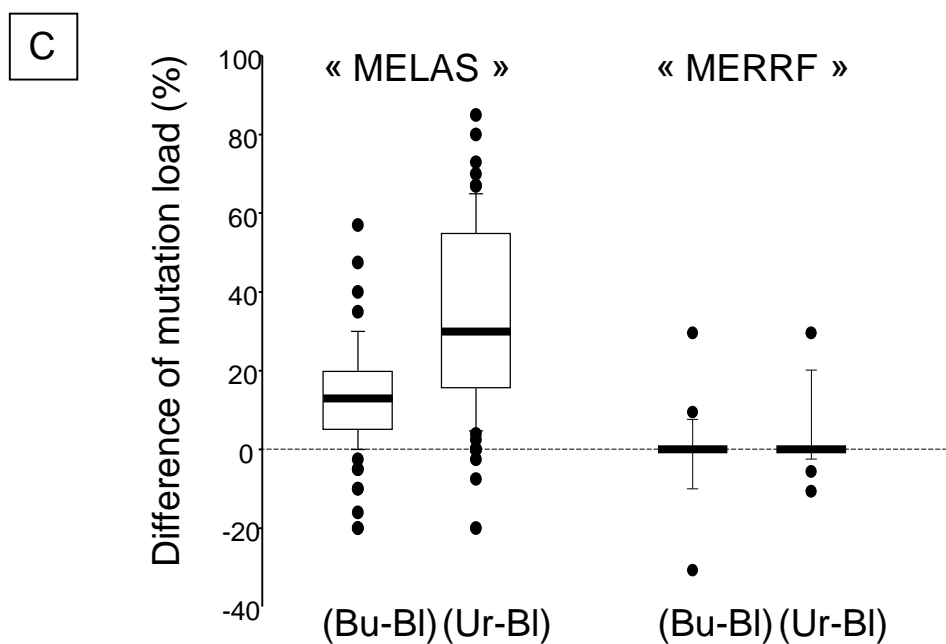 C
Difference of mutation load (%)
100
80
60
40
20
0
-20
-40
« MELAS »
« MERRF »
(Bu-Bl) (Ur-Bl)
(Bu-Bl) (Ur-Bl)